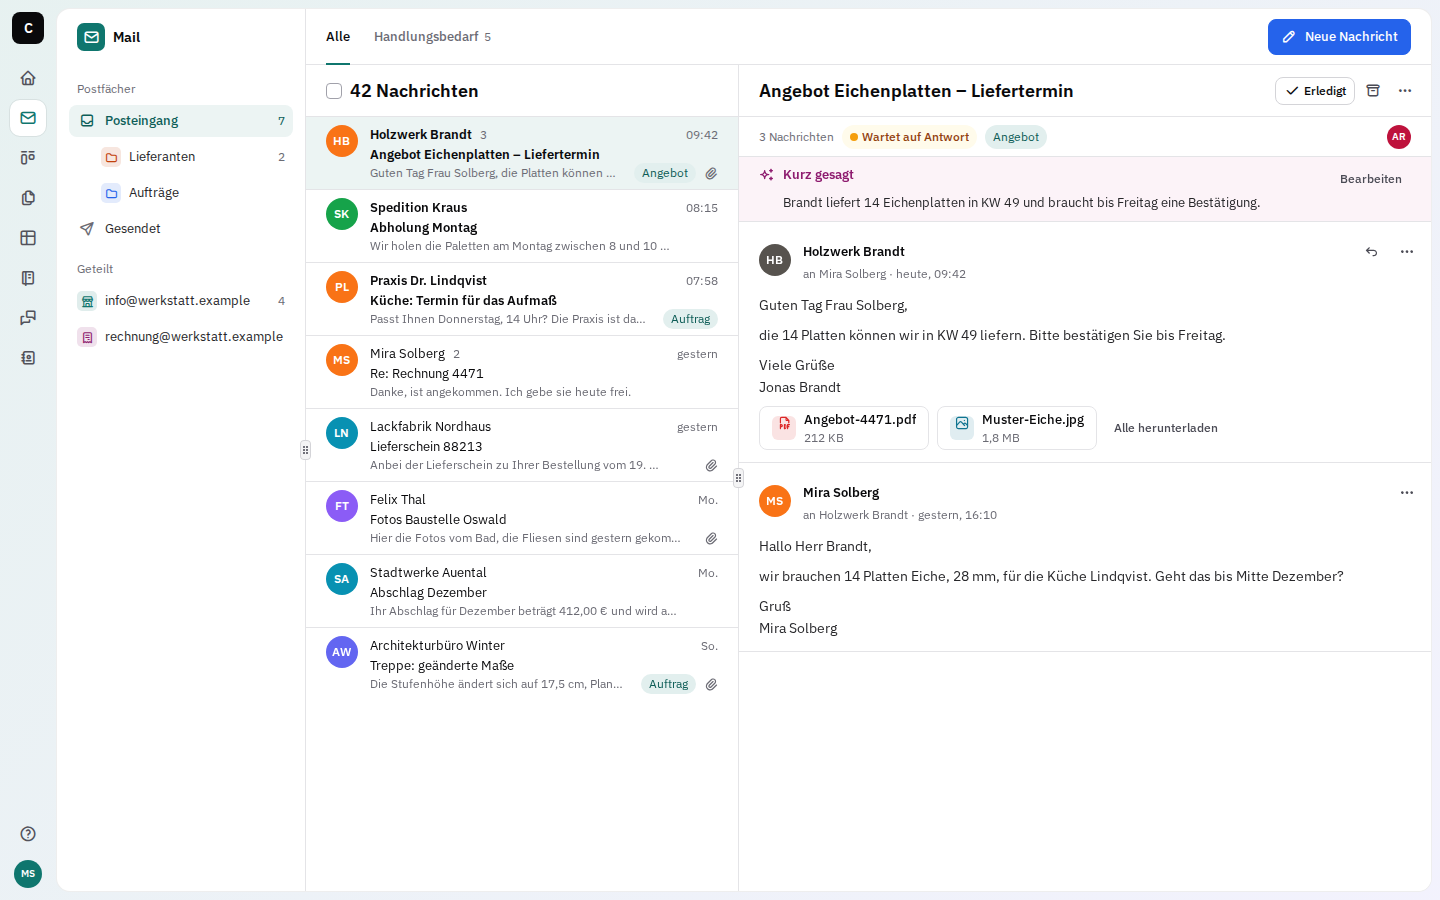 C
Mail
Postfächer
Posteingang 7
Lieferanten 2
Aufträge
Gesendet
Geteilt
info@werkstatt.example 4
rechnung@werkstatt.example
MS
Alle Handlungsbedarf 5
Neue Nachricht
42 Nachrichten
HB
Holzwerk Brandt 3 09:42
Angebot Eichenplatten – Liefertermin
Guten Tag Frau Solberg, die Platten können ... Angebot
SK
Spedition Kraus 08:15
Abholung Montag
Wir holen die Paletten am Montag zwischen 8 und 10 ...
PL
Praxis Dr. Lindqvist 07:58
Küche: Termin für das Aufmaß
Passt Ihnen Donnerstag, 14 Uhr? Die Praxis ist da... Auftrag
MS
Mira Solberg 2 gestern
Re: Rechnung 4471
Danke, ist angekommen. Ich gebe sie heute frei.
LN
Lackfabrik Nordhaus gestern
Lieferschein 88213
Anbei der Lieferschein zu Ihrer Bestellung vom 19. ...
FT
Felix Thal Mo.
Fotos Baustelle Oswald
Hier die Fotos vom Bad, die Fliesen sind gestern gekom...
SA
Stadtwerke Auental Mo.
Abschlag Dezember
Ihr Abschlag für Dezember beträgt 412,00 € und wird a...
AW
Architekturbüro Winter So.
Treppe: geänderte Maße
Die Stufenhöhe ändert sich auf 17,5 cm, Plan... Auftrag
Angebot Eichenplatten – Liefertermin
Erledigt
3 Nachrichten Wartet auf Antwort Angebot AR
Kurz gesagt
Bearbeiten
Brandt liefert 14 Eichenplatten in KW 49 und braucht bis Freitag eine Bestätigung.
HB
Holzwerk Brandt
an Mira Solberg · heute, 09:42
Guten Tag Frau Solberg,
die 14 Platten können wir in KW 49 liefern. Bitte bestätigen Sie bis Freitag.
Viele Grüße
Jonas Brandt
PDF
Angebot-4471.pdf
212 KB
Muster-Eiche.jpg
1,8 MB
Alle herunterladen
MS
Mira Solberg
an Holzwerk Brandt · gestern, 16:10
Hallo Herr Brandt,
wir brauchen 14 Platten Eiche, 28 mm, für die Küche Lindqvist. Geht das bis Mitte Dezember?
Gruß
Mira Solberg